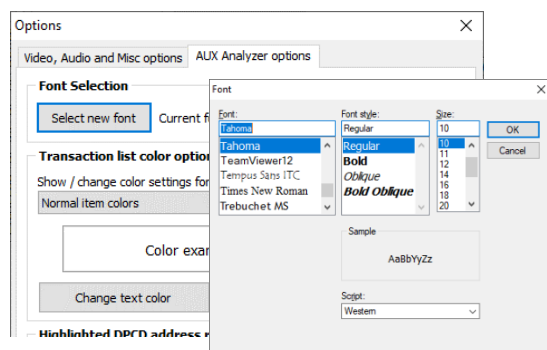 Options
Video, Audio and Misc options
AUX Analyzer options
Font Selection
Select new font
Current f
Transaction list color optio
Show / change color settings for
Normal item colors
Color exar
Change text color
Highlighted DPCD address r
Font
Font:
Tahoma
Tahoma
TeamViewer12
Tempus Sans ITC
Times New Roman
Trebuchet MS
Font style:
Regular
Regular
Bold
Oblique
Bold Oblique
Size:
10
10
11
12
14
16
18
20
OK
Cancel
Sample
AaBbYyZz
Script:
Western